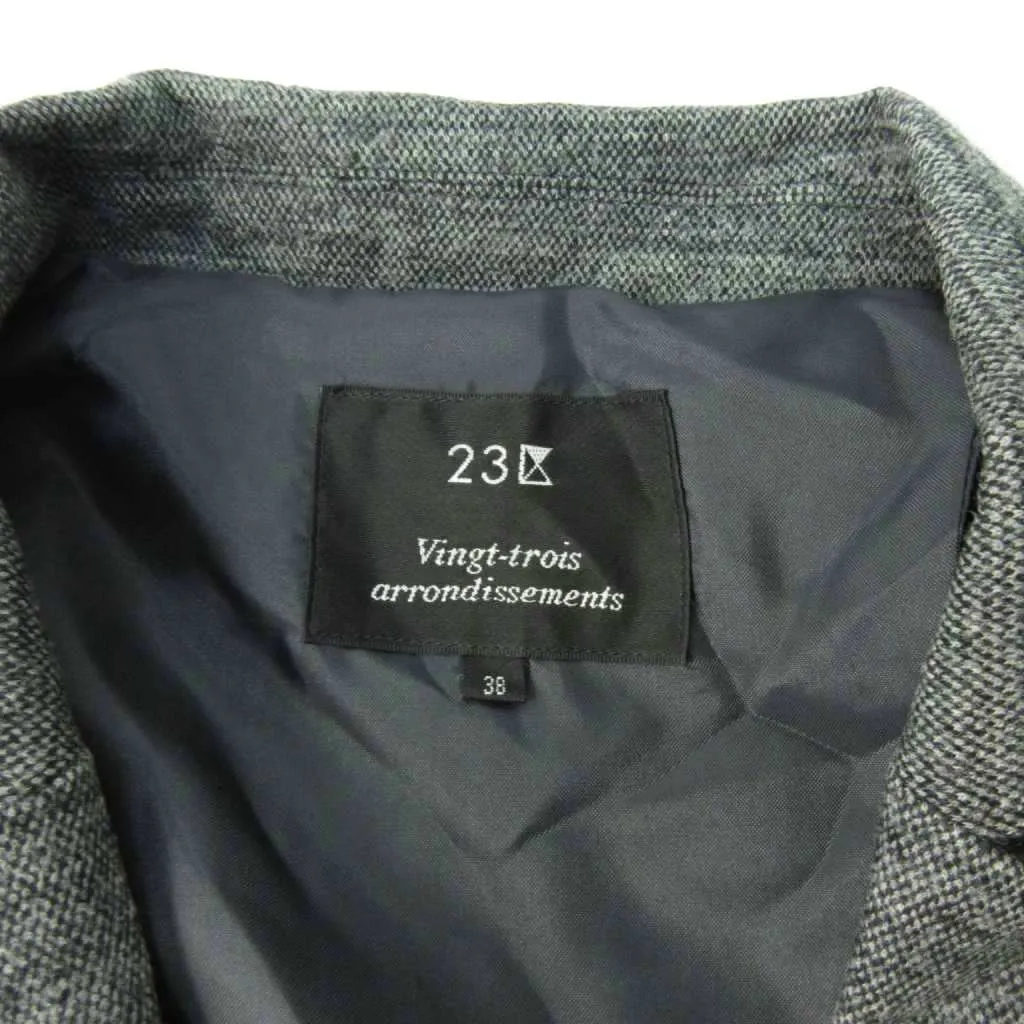 23区
Vingt-trois
arrondissements
38